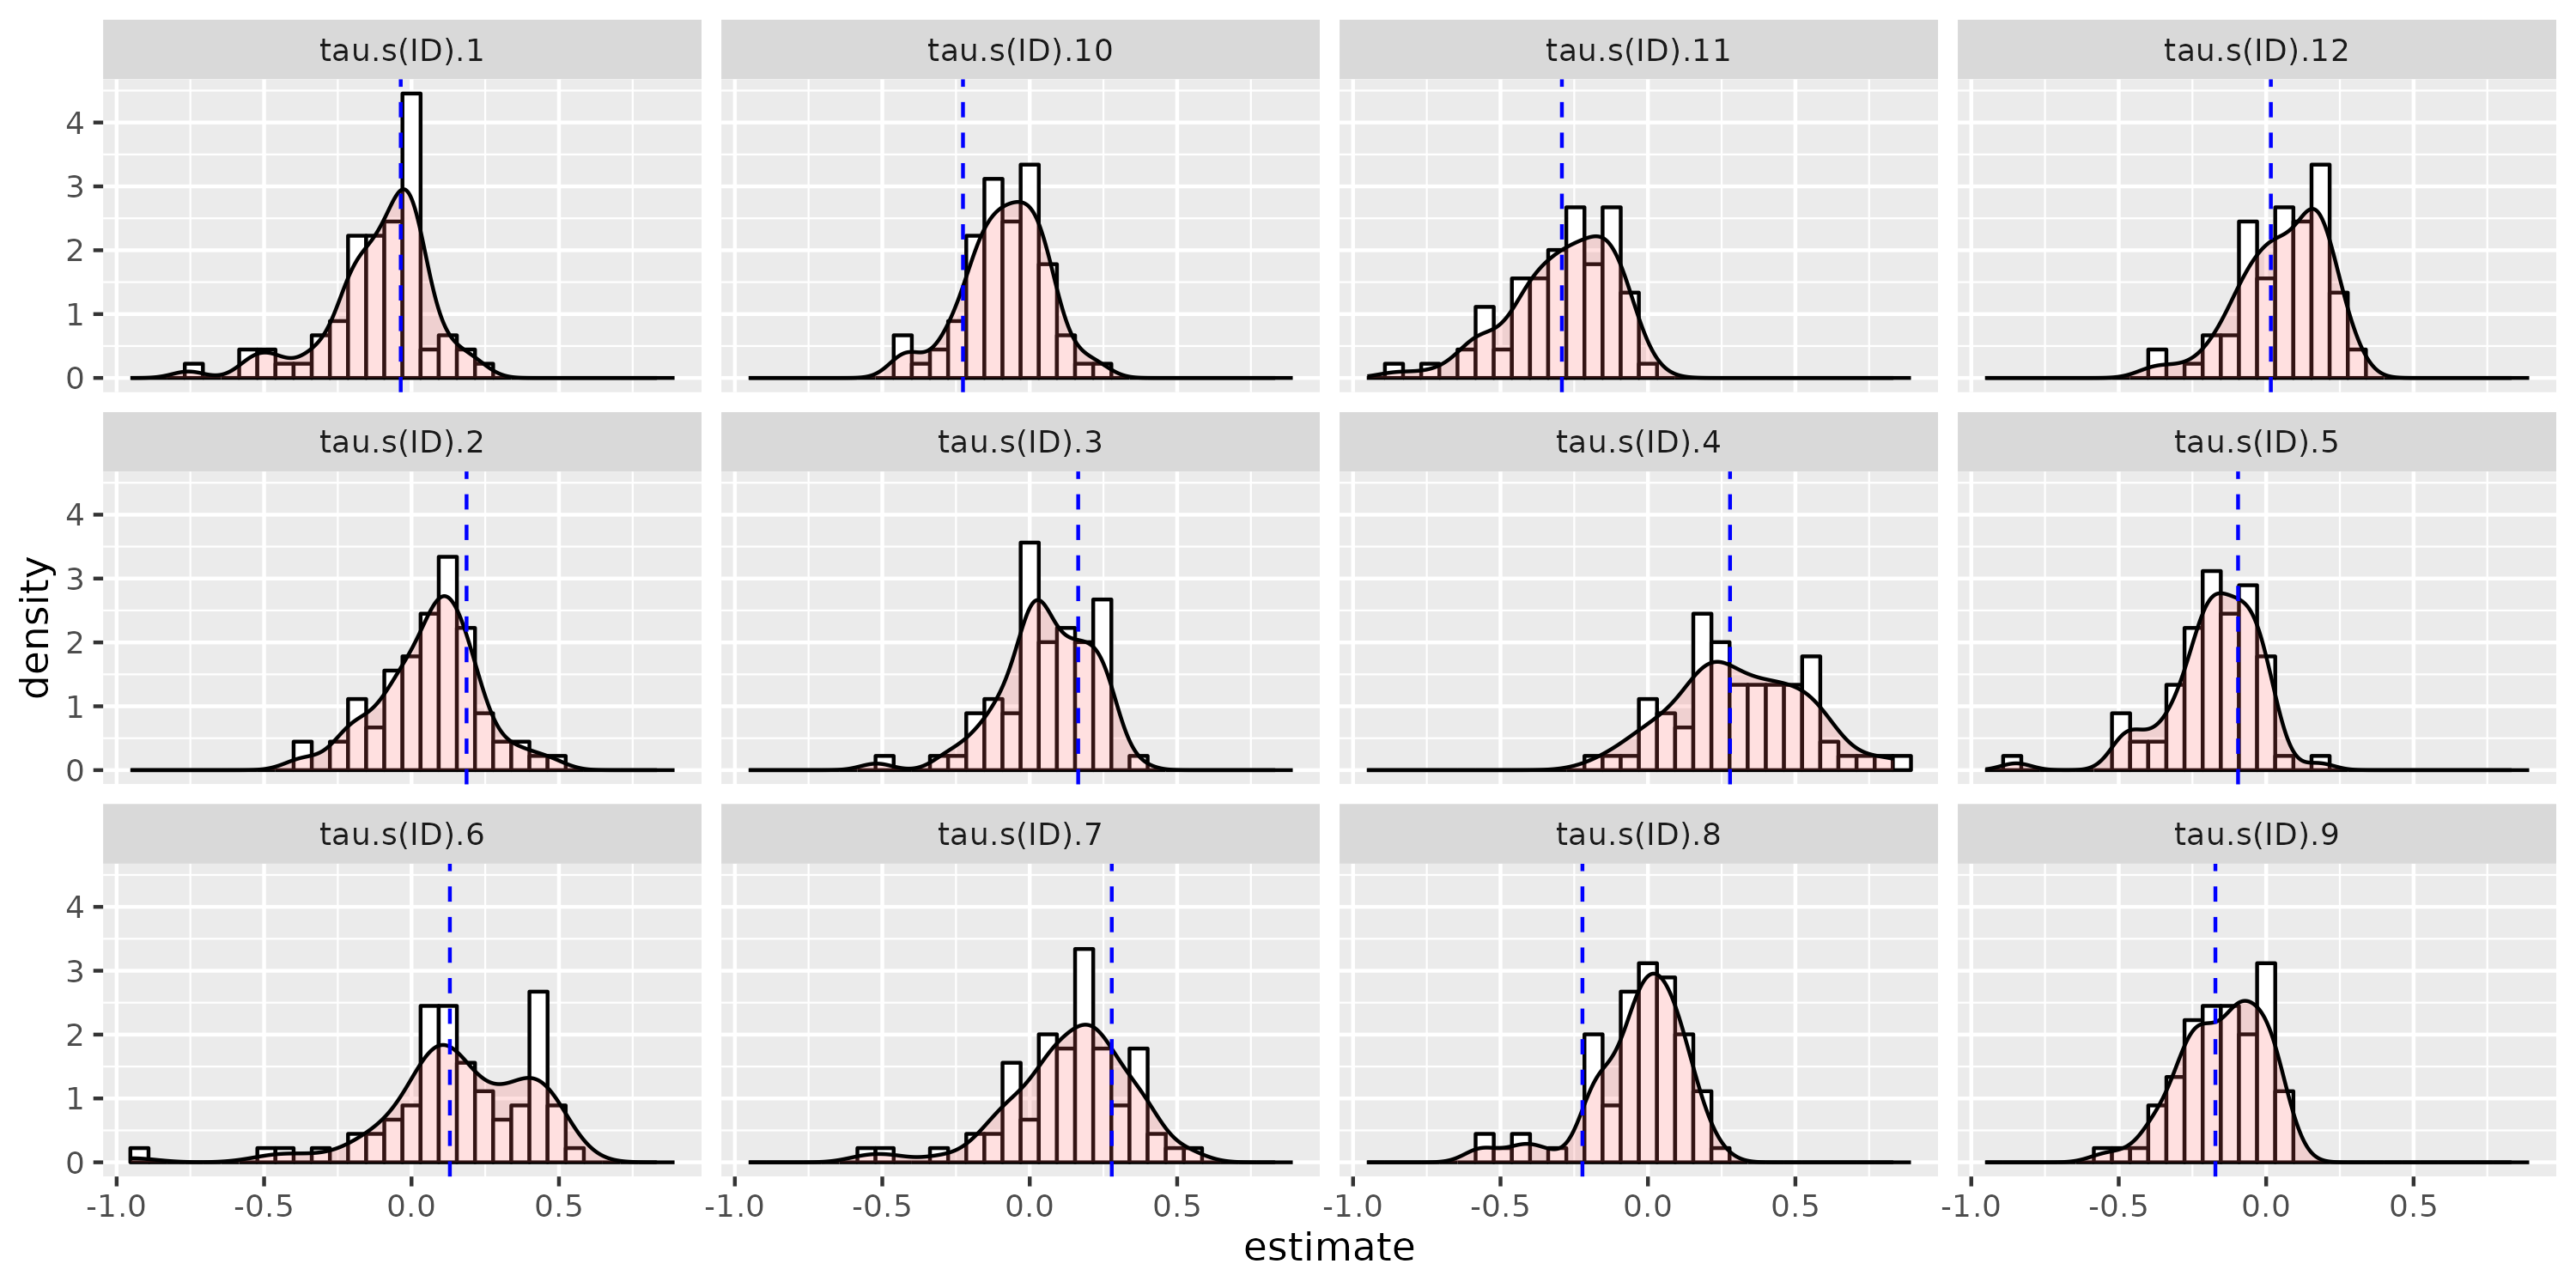 tau.s(ID).1 tau.s(ID).10 tau.s(ID).11 tau.s(ID).12
4
3
2
1
0
tau.s(ID).2 tau.s(ID).3 tau.s(ID).4 tau.s(ID).5
density
4
3
2
1
0
tau.s(ID).6 tau.s(ID).7 tau.s(ID).8 tau.s(ID).9
4
3
2
1
0
-1.0 -0.5 0.0 0.5 -1.0 -0.5 0.0 0.5 -1.0 -0.5 0.0 0.5 -1.0 -0.5 0.0 0.5
estimate